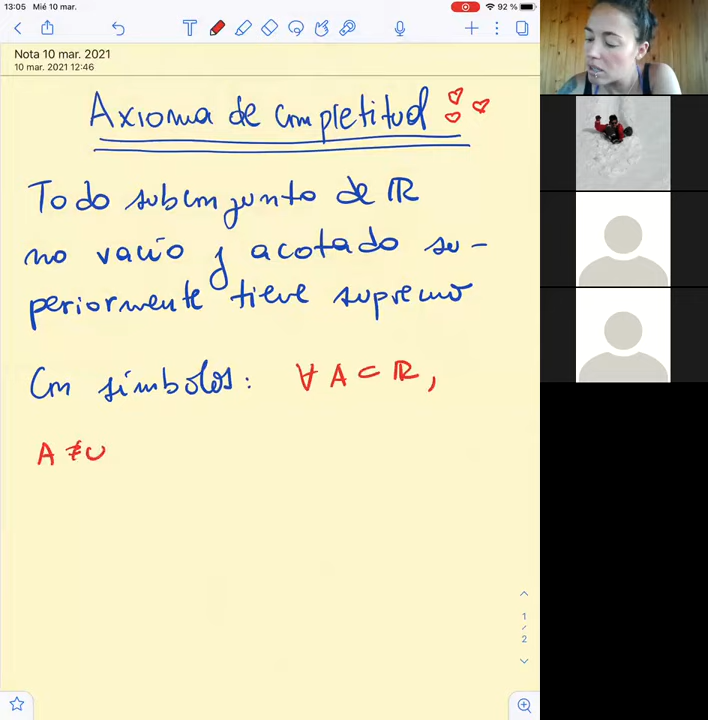 13:05 Mié 10 mar.
92 %
Nota 10 mar. 2021
10 mar. 2021 12:46
Axioma de completitud
Todo subconjunto de ℝ
no vacío y acotado su-
periormente tiene supremo
Con símbolos: ∀ A ⊂ ℝ,
A ≠
1
/
2